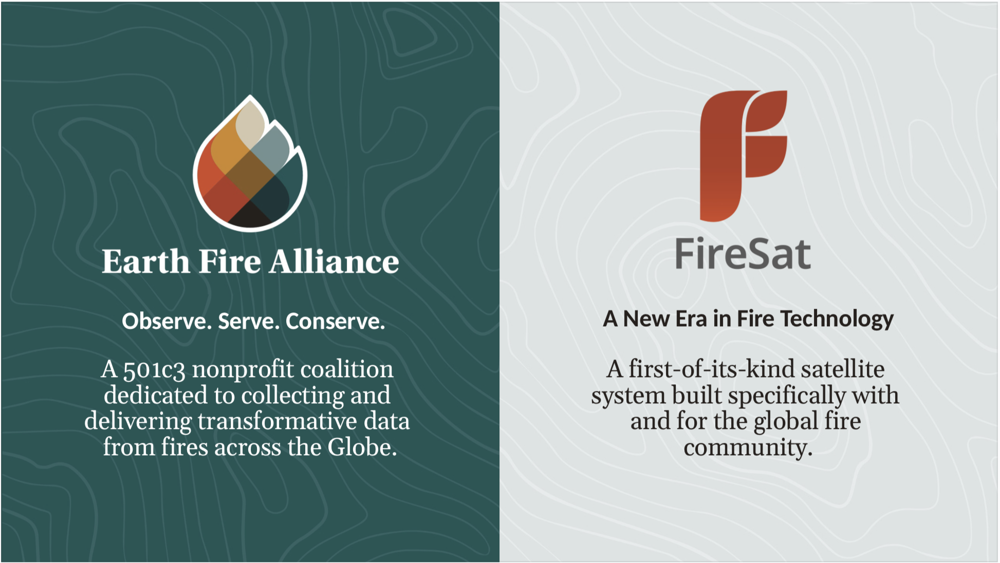 Earth Fire Alliance
Observe. Serve. Conserve.
A 501c3 nonprofit coalition
dedicated to collecting and
delivering transformative data
from fires across the Globe.
FireSat
A New Era in Fire Technology
A first-of-its-kind satellite
system built specifically with
and for the global fire
community.